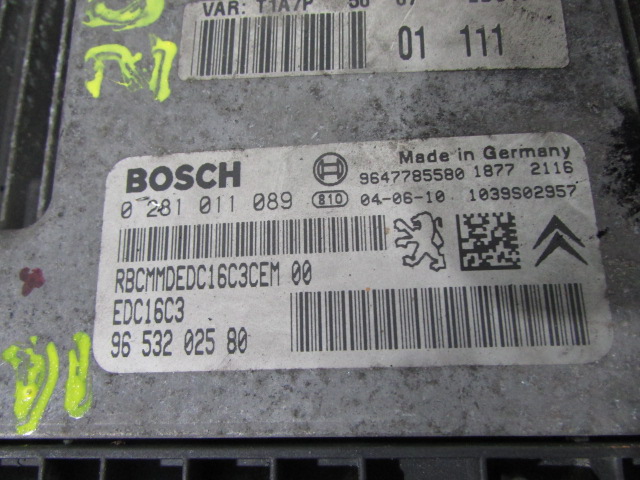 VAR: T1A7P
01 111
BOSCH
Made in Germany
9647785580 1877 2116
0 281 011 089 810 04-06-10 1039S02957
RBCMMDEDC16C3CEM 00
EDC16C3
96 532 025 80